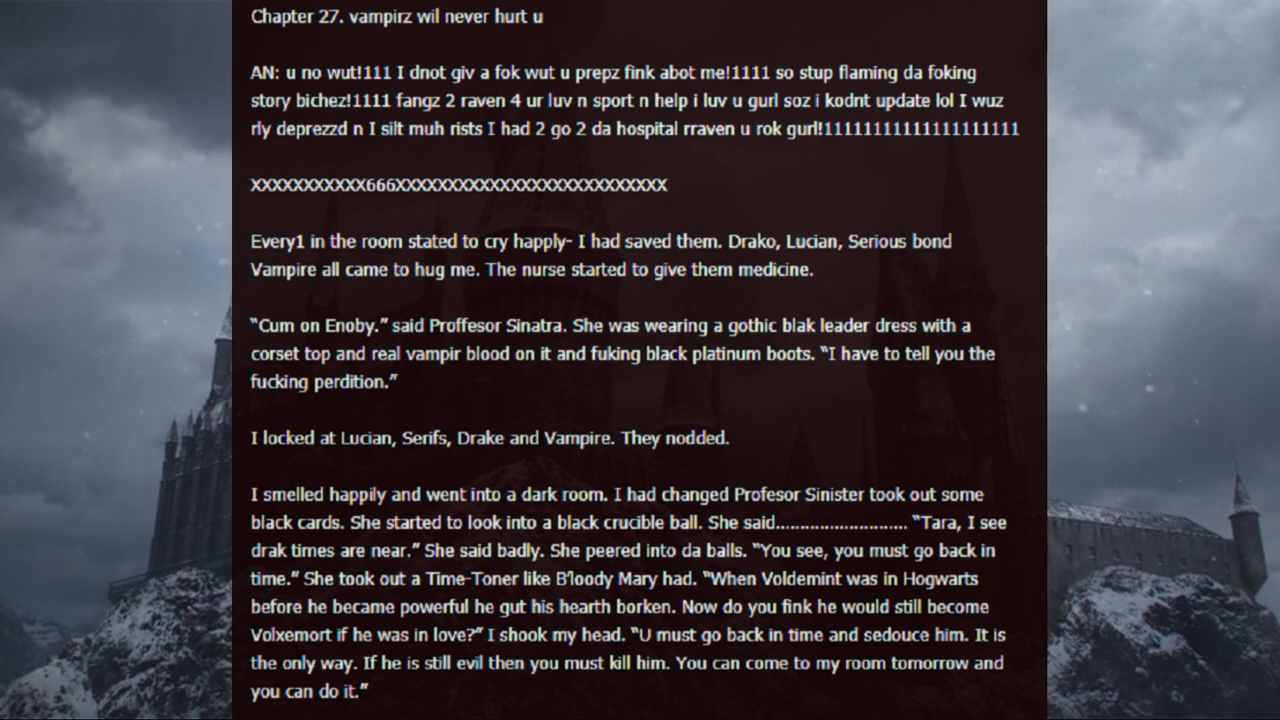 Chapter 27. vampirz wil never hurt u
AN: u no wut!111 I dnot giv a fok wut u prepz fink abot me!1111 so stup flaming da foking
story bichez!1111 fangz 2 raven 4 ur luv n sport n help i luv u gurl soz i kodnt update lol I wuz
rly deprezzd n I silt muh rists I had 2 go 2 da hospital rraven u rok gurl!11111111111111111111
XXXXXXXXXXX666XXXXXXXXXXXXXXXXXXXXXXXXXX
Every1 in the room stated to cry happly- I had saved them. Drako, Lucian, Serious bond
Vampire all came to hug me. The nurse started to give them medicine.
“Cum on Enoby.” said Proffesor Sinatra. She was wearing a gothic blak leader dress with a
corset top and real vampir blood on it and fuking black platinum boots. “I have to tell you the
fucking perdition.”
I locked at Lucian, Serifs, Drake and Vampire. They nodded.
I smelled happily and went into a dark room. I had changed Profesor Sinister took out some
black cards. She started to look into a black crucible ball. She said........................... “Tara, I see
drak times are near.” She said badly. She peered into da balls. “You see, you must go back in
time.” She took out a Time-Toner like B’loody Mary had. “When Voldemint was in Hogwarts
before he became powerful he gut his hearth borken. Now do you fink he would still become
Volxemort if he was in love?” I shook my head. “U must go back in time and sedouce him. It is
the only way. If he is still evil then you must kill him. You can come to my room tomorrow and
you can do it.”